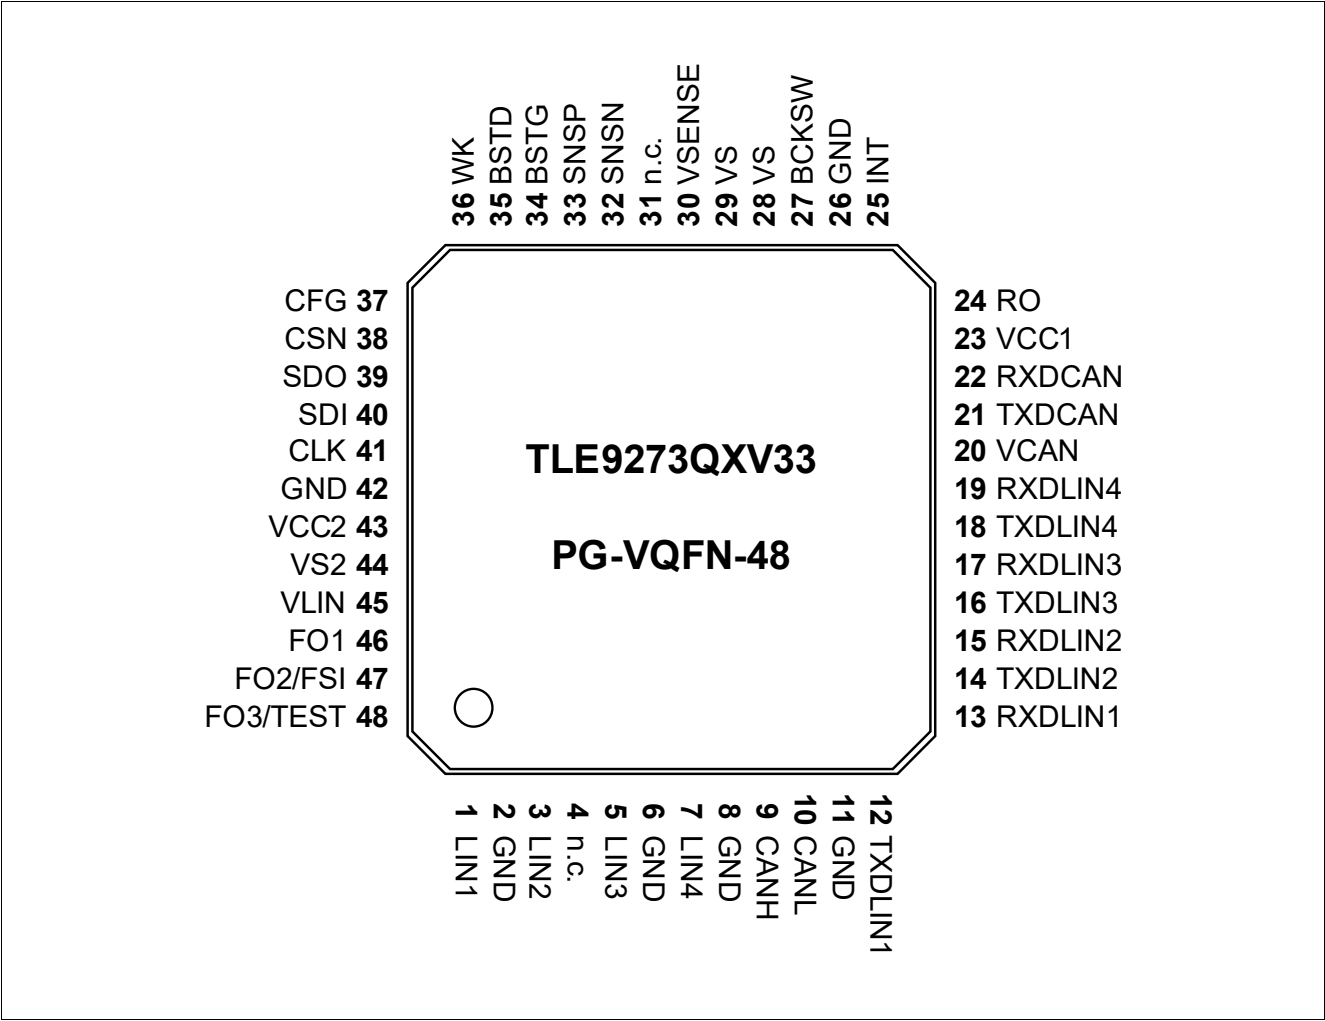 36 WK
35 BSTD
34 BSTG
33 SNSP
32 SNSN
31 n.c.
30 VSENSE
29 VS
28 VS
27 BCKSW
26 GND
25 INT
CFG 37
CSN 38
SDO 39
SDI 40
CLK 41
GND 42
VCC2 43
VS2 44
VLIN 45
FO1 46
FO2/FSI 47
FO3/TEST 48
TLE9273QXV33
PG-VQFN-48
24 RO
23 VCC1
22 RXDCAN
21 TXDCAN
20 VCAN
19 RXDLIN4
18 TXDLIN4
17 RXDLIN3
16 TXDLIN3
15 RXDLIN2
14 TXDLIN2
13 RXDLIN1
1 LIN1
2 GND
3 LIN2
4 n.c.
5 LIN3
6 GND
7 LIN4
8 GND
9 CANH
10 CANL
11 GND
12 TXDLIN1